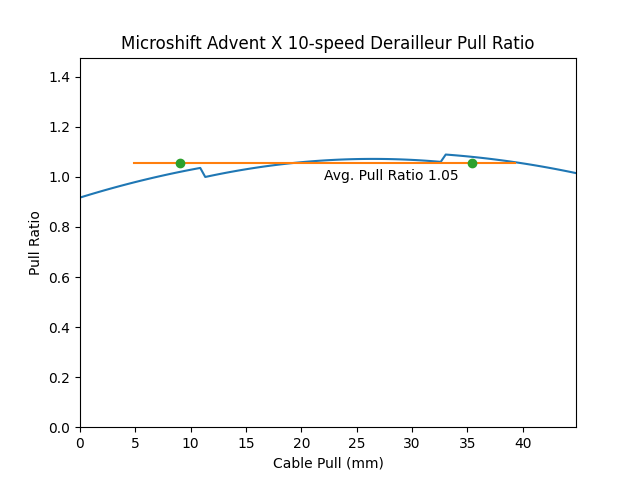 Microshift Advent X 10-speed Derailleur Pull Ratio
1.4
1.2
1.0
0.8
0.6
0.4
0.2
0.0
Pull Ratio
Avg. Pull Ratio 1.05
0 5 10 15 20 25 30 35 40
Cable Pull (mm)